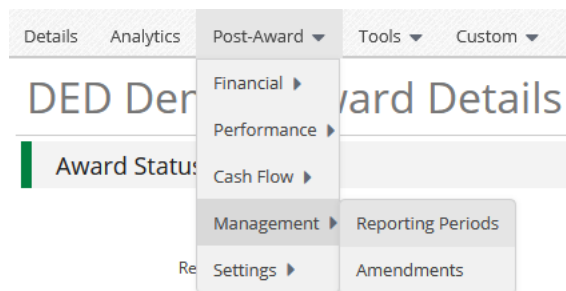 Details Analytics Post-Award Tools Custom
Financial
DED Der ward Details
Performance
Award Status
Cash Flow
Management Reporting Periods
Re Settings Amendments